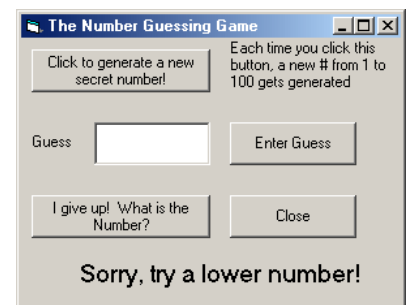 The Number Guessing Game
Click to generate a new
secret number!
Each time you click this
button, a new # from 1 to
100 gets generated
Guess
Enter Guess
I give up! What is the
Number?
Close
Sorry, try a lower number!